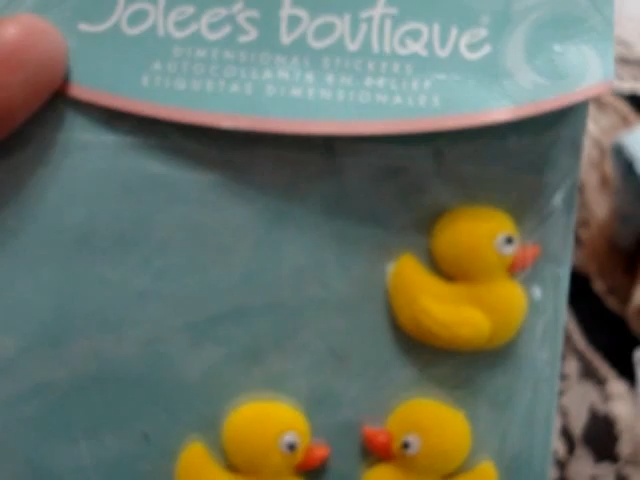 Jolee's boutique
DIMENSIONAL STICKERS
AUTOCOLLANTS EN RELIEF
ETIQUETAS DIMENSIONALES